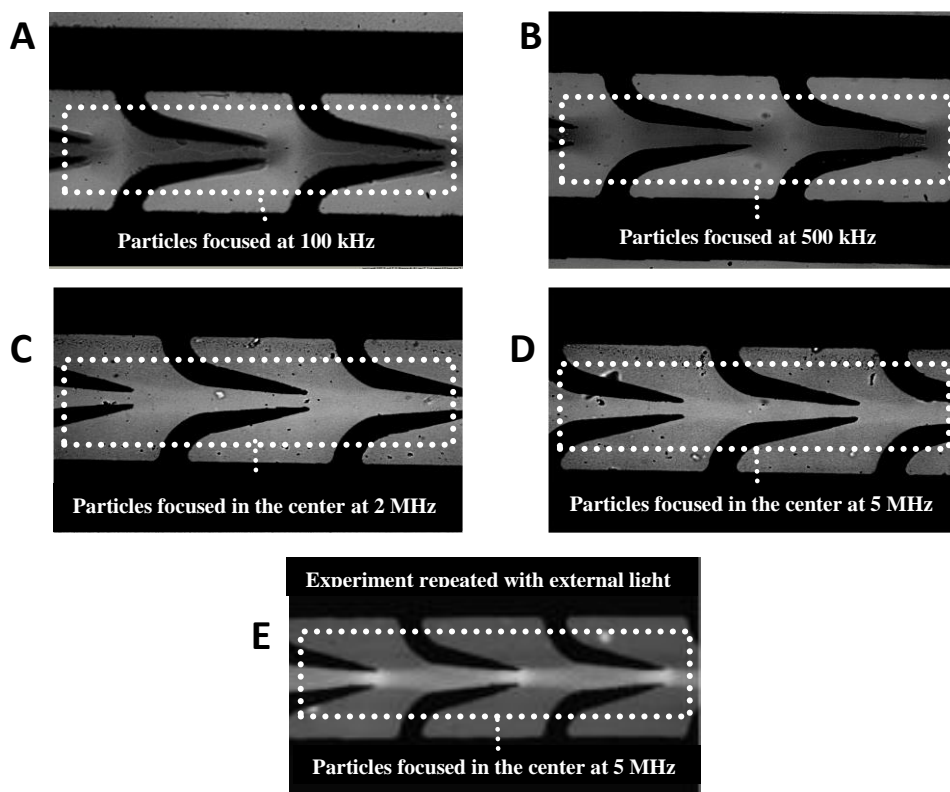 A
B
Particles focused at 100 kHz
Particles focused at 500 kHz
C
D
Particles focused in the center at 2 MHz
Particles focused in the center at 5 MHz
Experiment repeated with external light
E
Particles focused in the center at 5 MHz